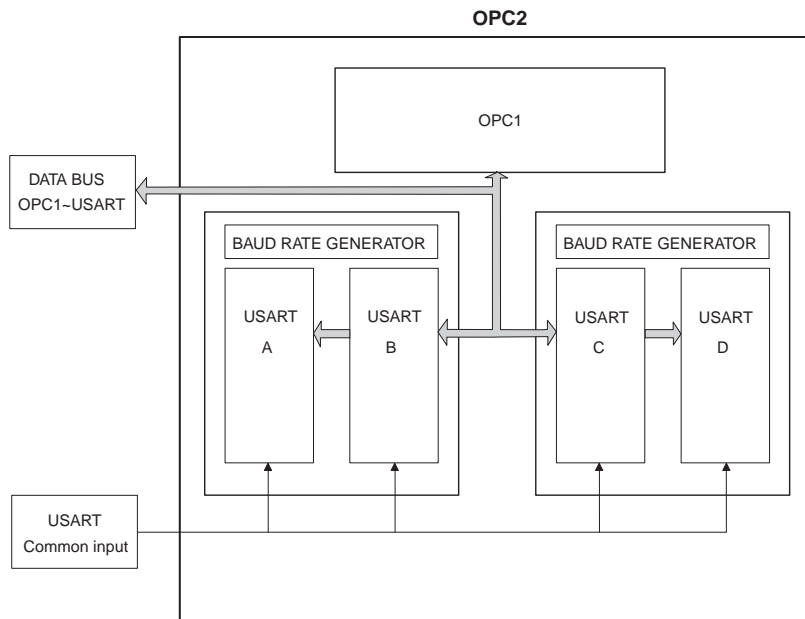 OPC2
OPC1
DATA BUS
OPC1~USART
BAUD RATE GENERATOR
BAUD RATE GENERATOR
USART
A
USART
B
USART
C
USART
D
USART
Common input